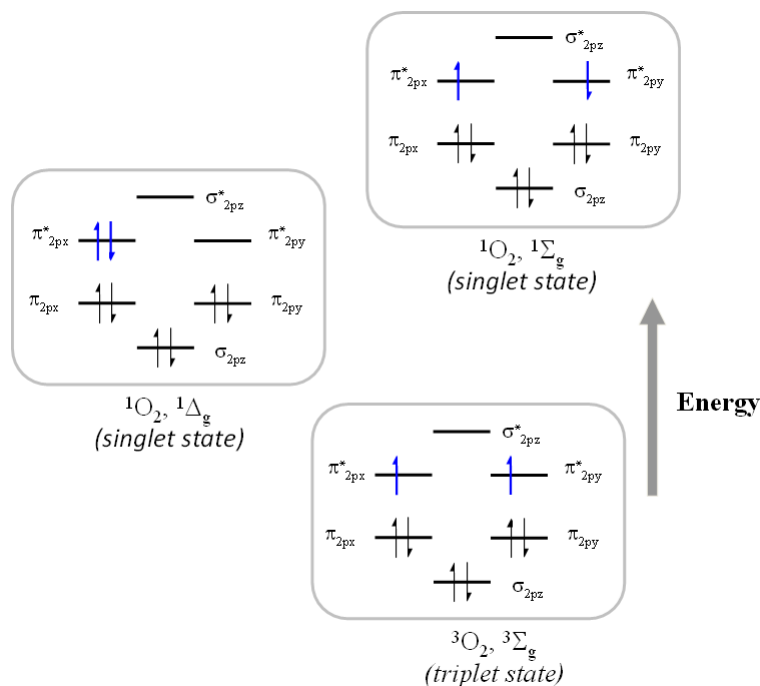 σ*2pz
π*2px π*2py
π2px π2py
σ2pz
¹O₂, ¹Σg
(singlet state)
σ*2pz
π*2px π*2py
π2px π2py
σ2pz
¹O₂, ¹Δg
(singlet state)
Energy
σ*2pz
π*2px π*2py
π2px π2py
σ2pz
³O₂, ³Σg
(triplet state)